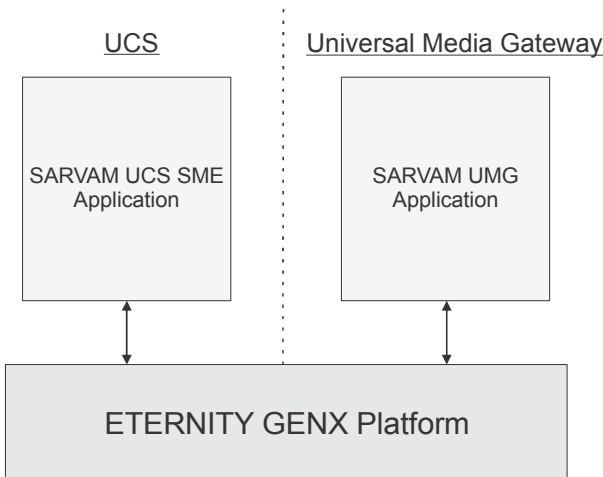 UCS
Universal Media Gateway
SARVAM UCS SME
Application
SARVAM UMG
Application
ETERNITY GENX Platform